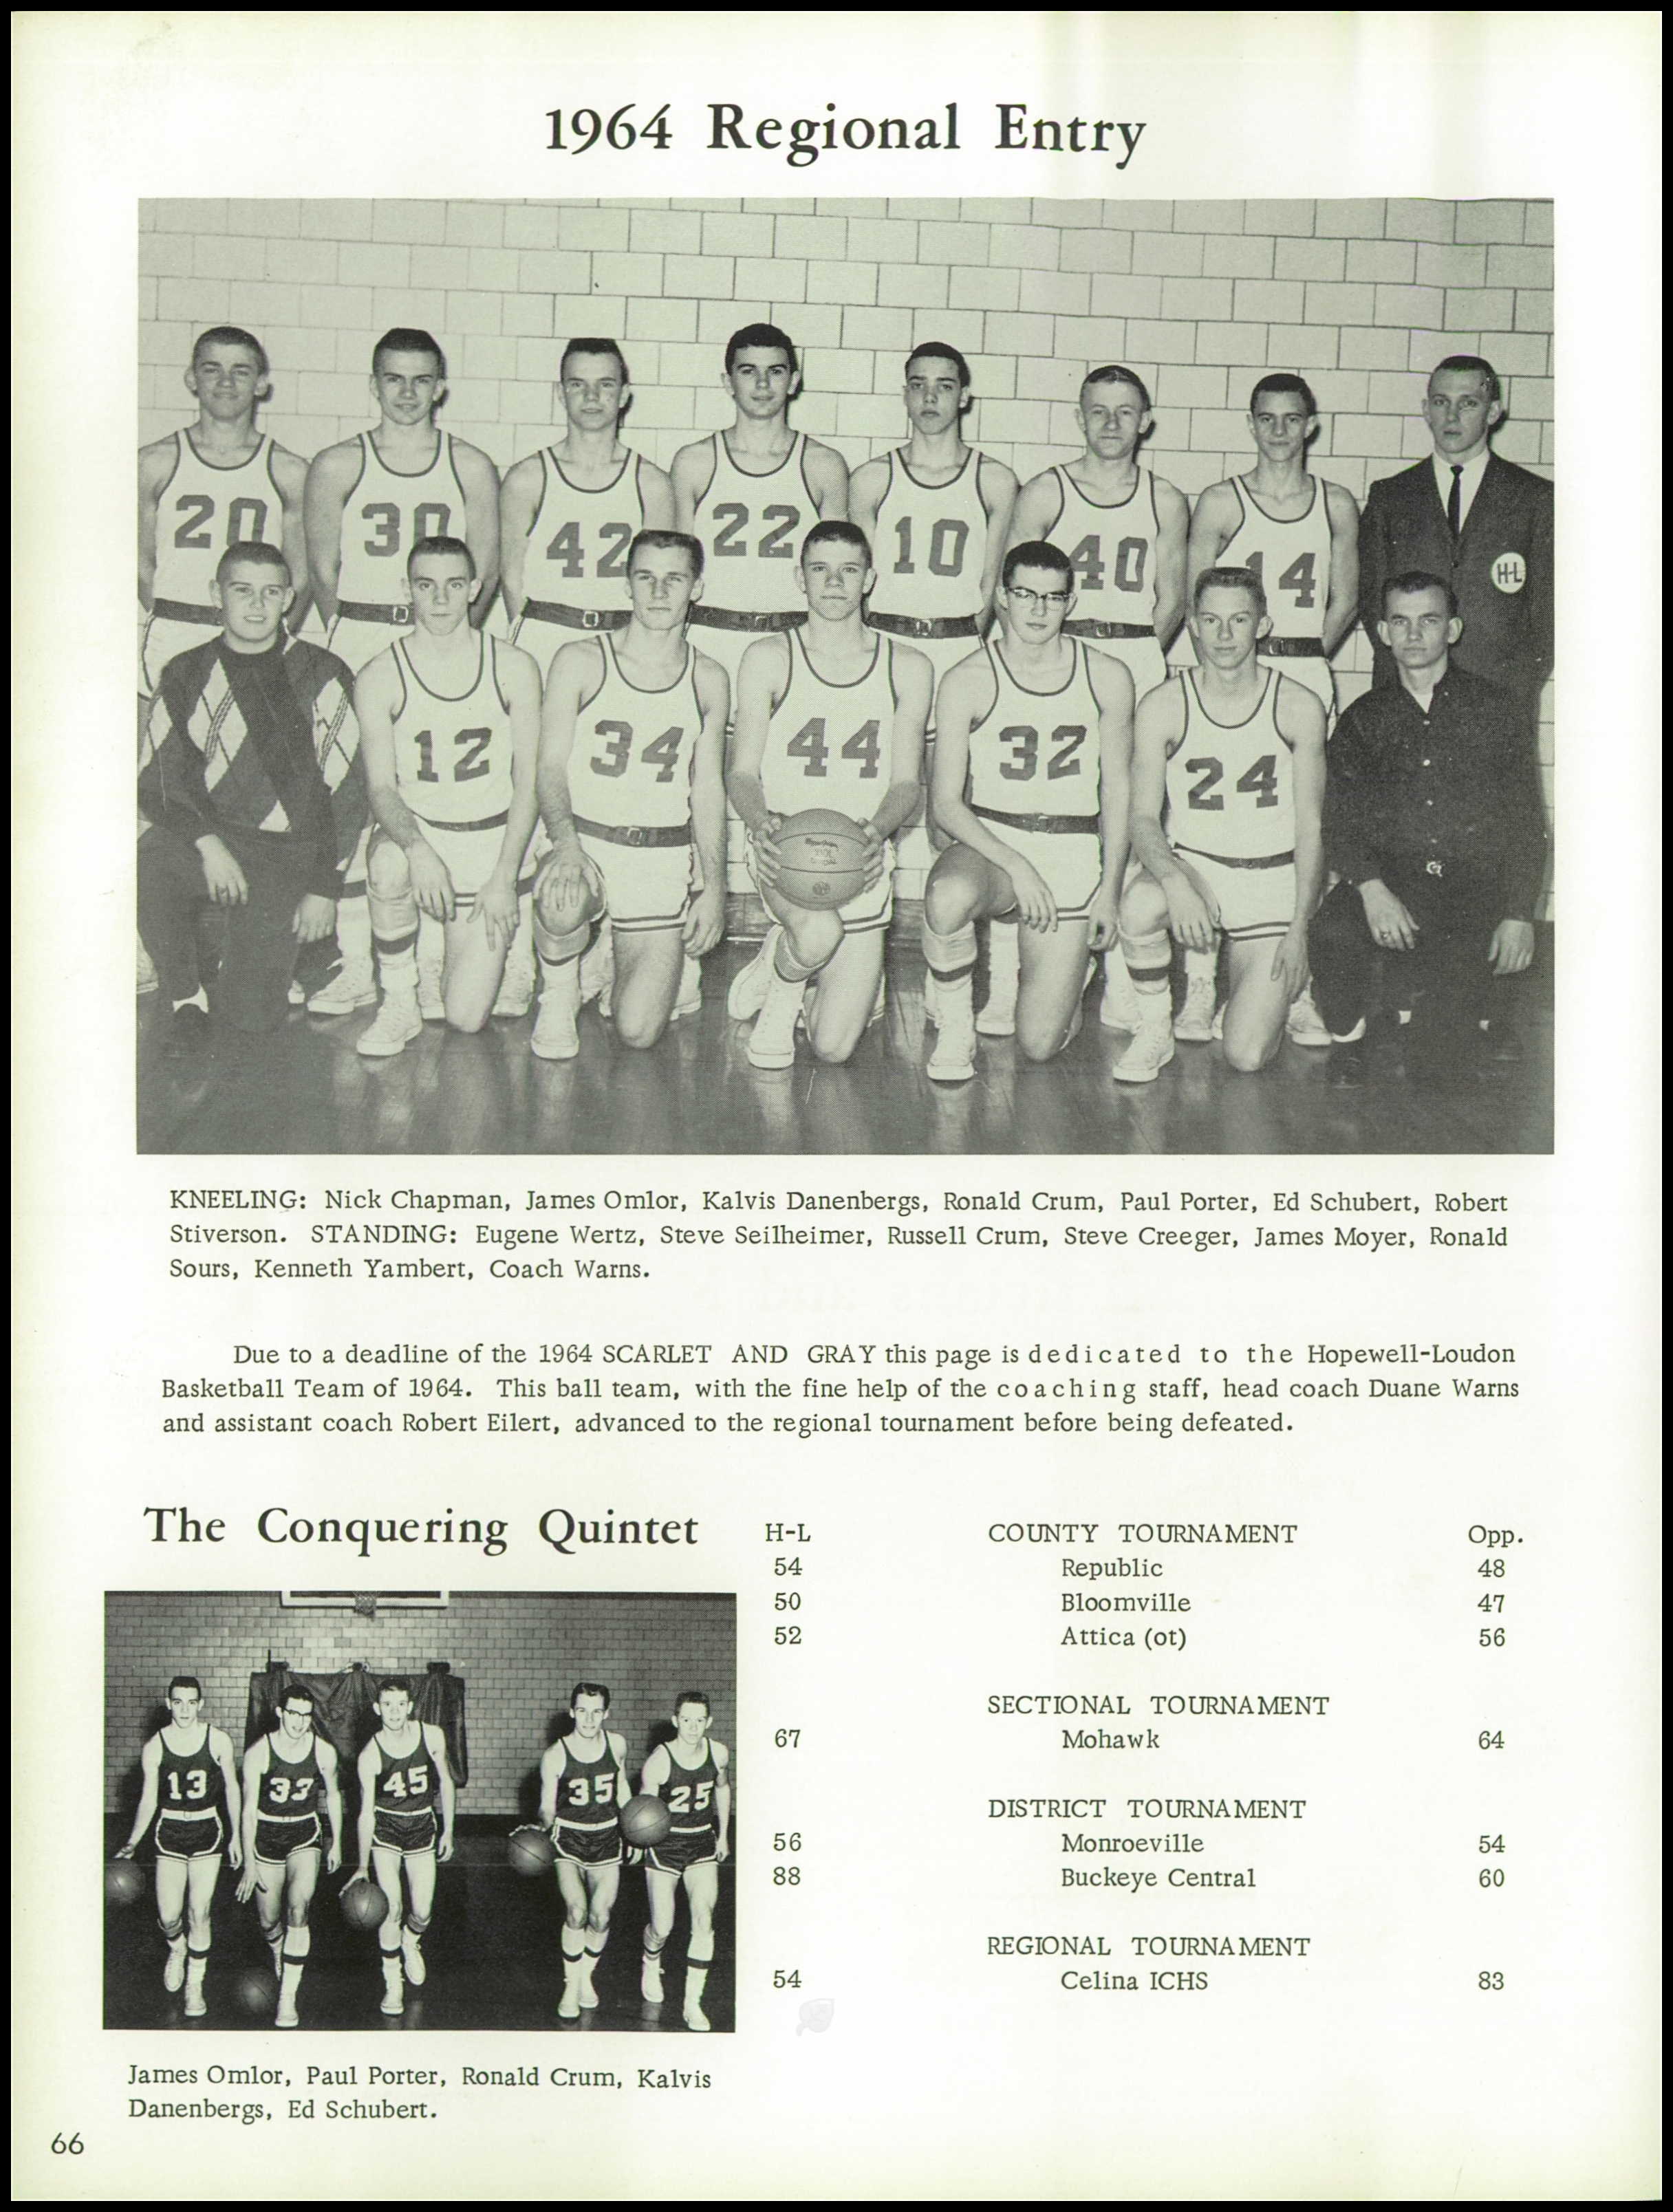 1964 Regional Entry
20 30 42 22 10 40 14
H-L
12 34 44 32 24
KNEELING: Nick Chapman, James Omlor, Kalvis Danenbergs, Ronald Crum, Paul Porter, Ed Schubert, Robert
Stiverson. STANDING: Eugene Wertz, Steve Seilheimer, Russell Crum, Steve Creeger, James Moyer, Ronald
Sours, Kenneth Yambert, Coach Warns.
Due to a deadline of the 1964 SCARLET AND GRAY this page is dedicated to the Hopewell-Loudon
Basketball Team of 1964. This ball team, with the fine help of the coaching staff, head coach Duane Warns
and assistant coach Robert Eilert, advanced to the regional tournament before being defeated.
The Conquering Quintet
13 33 45 35 25
James Omlor, Paul Porter, Ronald Crum, Kalvis
Danenbergs, Ed Schubert.
H-L COUNTY TOURNAMENT Opp.
54 Republic 48
50 Bloomville 47
52 Attica (ot) 56
SECTIONAL TOURNAMENT
67 Mohawk 64
DISTRICT TOURNAMENT
56 Monroeville 54
88 Buckeye Central 60
REGIONAL TOURNAMENT
54 Celina ICHS 83
66